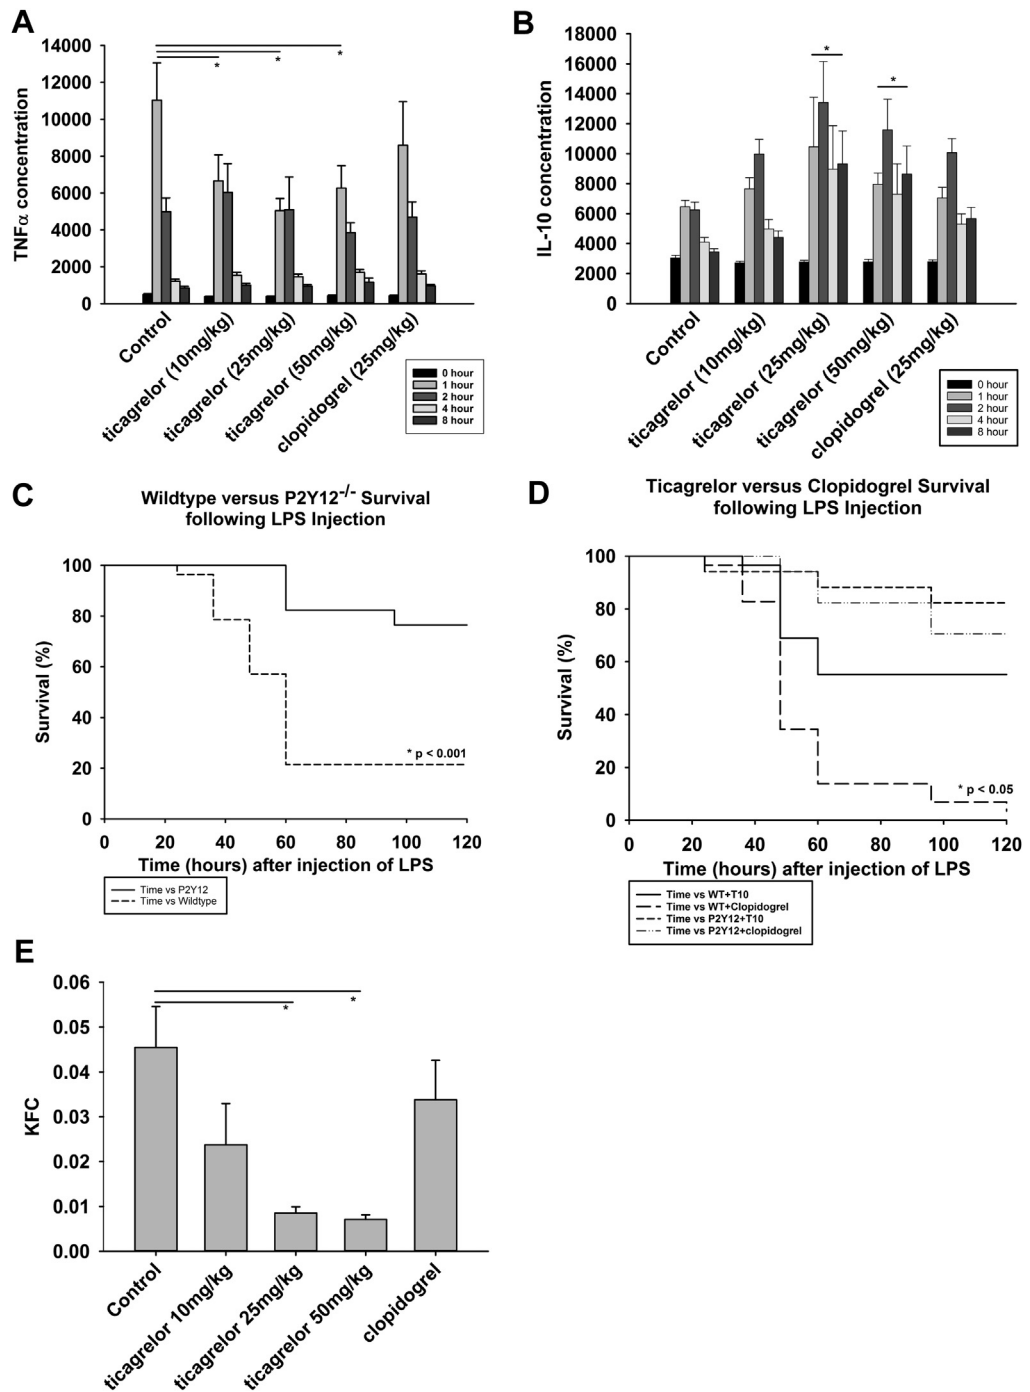 A
14000
12000
10000
8000
6000
4000
2000
0
TNFα concentration
* * *
Control
ticagrelor (10mg/kg)
ticagrelor (25mg/kg)
ticagrelor (50mg/kg)
clopidogrel (25mg/kg)
0 hour
1 hour
2 hour
4 hour
8 hour
B
18000
16000
14000
12000
10000
8000
6000
4000
2000
0
IL-10 concentration
* *
Control
ticagrelor (10mg/kg)
ticagrelor (25mg/kg)
ticagrelor (50mg/kg)
clopidogrel (25mg/kg)
0 hour
1 hour
2 hour
4 hour
8 hour
C
Wildtype versus P2Y12-/- Survival
following LPS Injection
100
80
60
40
20
0
Survival (%)
* p < 0.001
0 20 40 60 80 100 120
Time (hours) after injection of LPS
Time vs P2Y12
Time vs Wildtype
D
Ticagrelor versus Clopidogrel Survival
following LPS Injection
100
80
60
40
20
0
Survival (%)
* p < 0.05
0 20 40 60 80 100 120
Time (hours) after injection of LPS
Time vs WT+T10
Time vs WT+Clopidogrel
Time vs P2Y12+T10
Time vs P2Y12+clopidogrel
E
0.06
0.05
0.04
0.03
0.02
0.01
0.00
KFC
* *
Control
ticagrelor 10mg/kg
ticagrelor 25mg/kg
ticagrelor 50mg/kg
clopidogrel